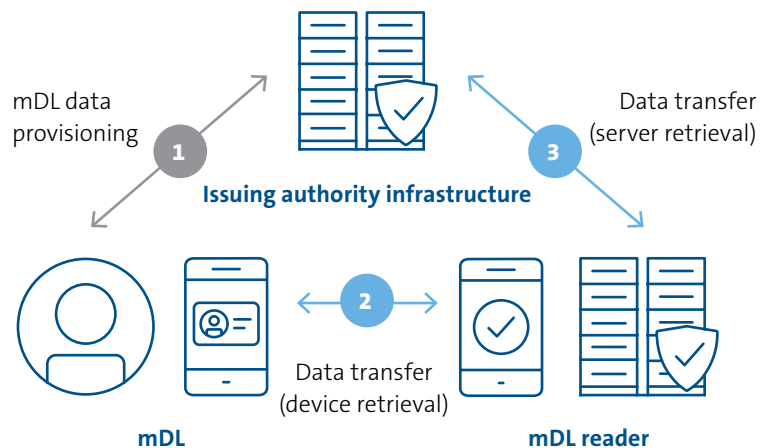 mDL data
provisioning
1
Data transfer
(server retrieval)
3
Issuing authority infrastructure
2
Data transfer
(device retrieval)
mDL
mDL reader